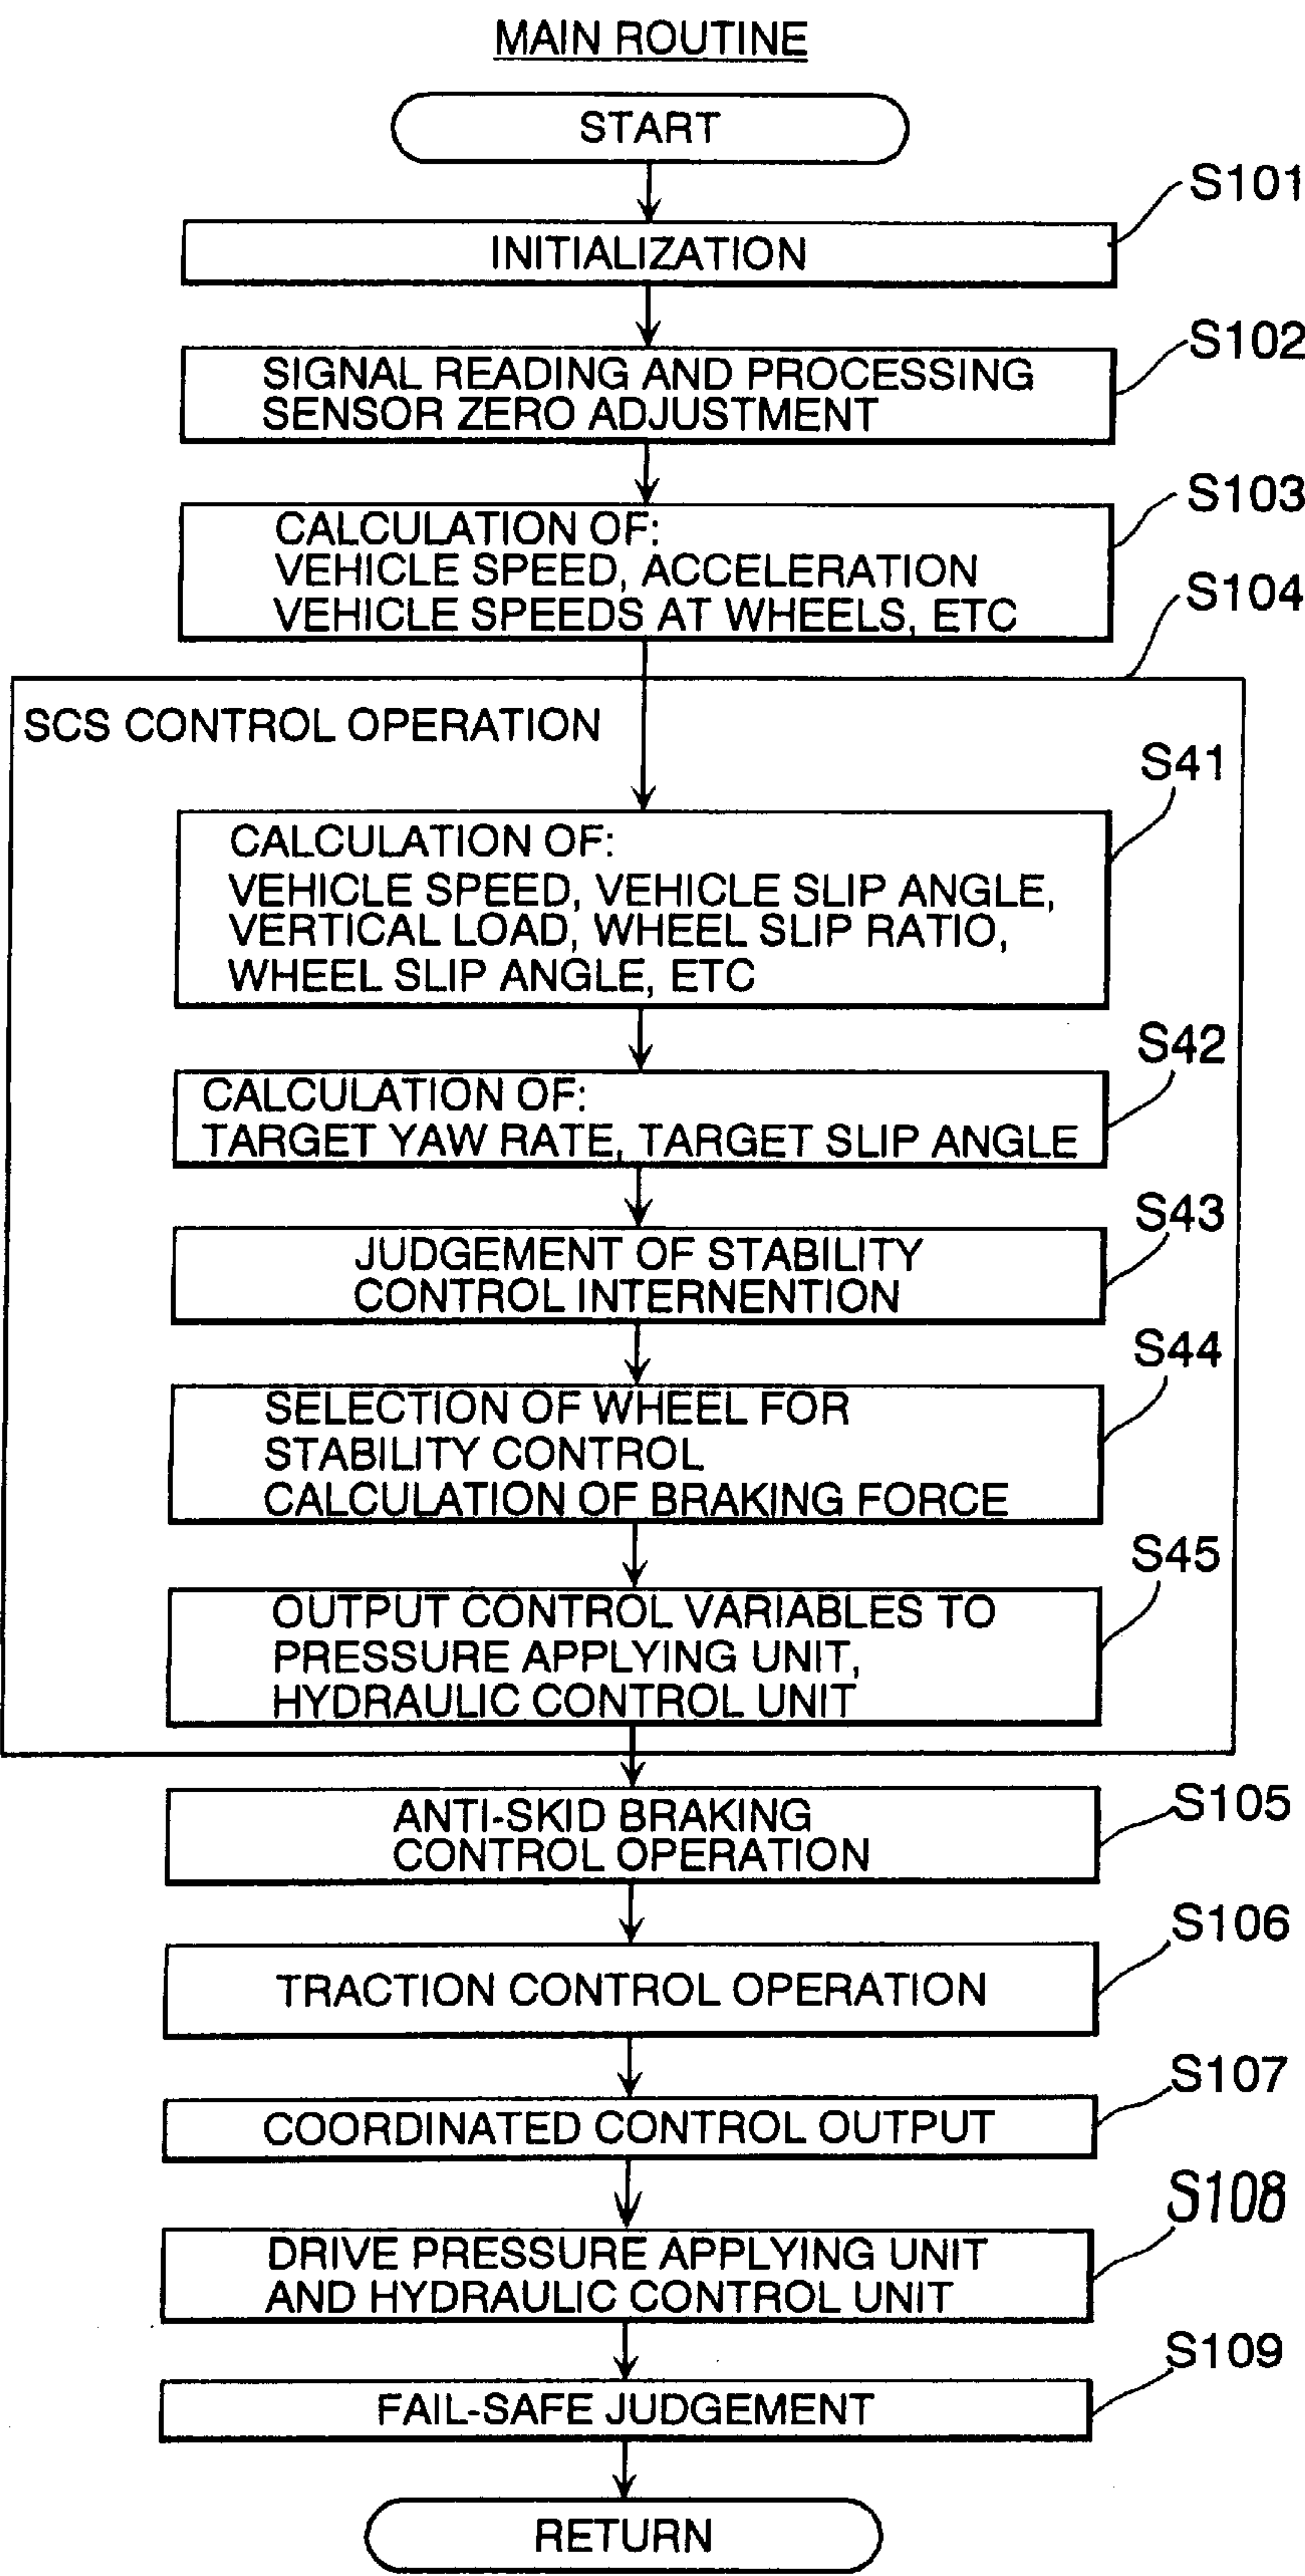 MAIN ROUTINE
START
S101
INITIALIZATION
S102
SIGNAL READING AND PROCESSING
SENSOR ZERO ADJUSTMENT
S103
CALCULATION OF:
VEHICLE SPEED, ACCELERATION
VEHICLE SPEEDS AT WHEELS, ETC
S104
SCS CONTROL OPERATION
S41
CALCULATION OF:
VEHICLE SPEED, VEHICLE SLIP ANGLE,
VERTICAL LOAD, WHEEL SLIP RATIO,
WHEEL SLIP ANGLE, ETC
S42
CALCULATION OF:
TARGET YAW RATE, TARGET SLIP ANGLE
S43
JUDGEMENT OF STABILITY
CONTROL INTERNENTION
S44
SELECTION OF WHEEL FOR
STABILITY CONTROL
CALCULATION OF BRAKING FORCE
S45
OUTPUT CONTROL VARIABLES TO
PRESSURE APPLYING UNIT,
HYDRAULIC CONTROL UNIT
S105
ANTI-SKID BRAKING
CONTROL OPERATION
S106
TRACTION CONTROL OPERATION
S107
COORDINATED CONTROL OUTPUT
S108
DRIVE PRESSURE APPLYING UNIT
AND HYDRAULIC CONTROL UNIT
S109
FAIL-SAFE JUDGEMENT
RETURN